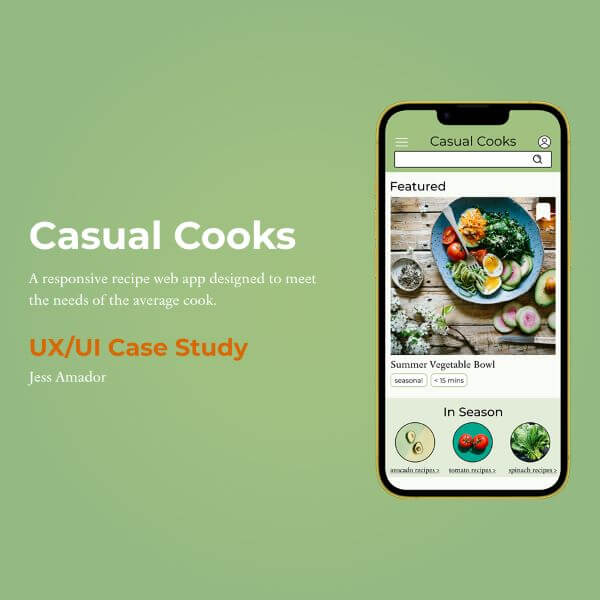 Casual Cooks
A responsive recipe web app designed to meet
the needs of the average cook.
UX/UI Case Study
Jess Amador
Casual Cooks
Featured
Summer Vegetable Bowl
seasonal
< 15 mins
In Season
avocado recipes >
tomato recipes >
spinach recipes >